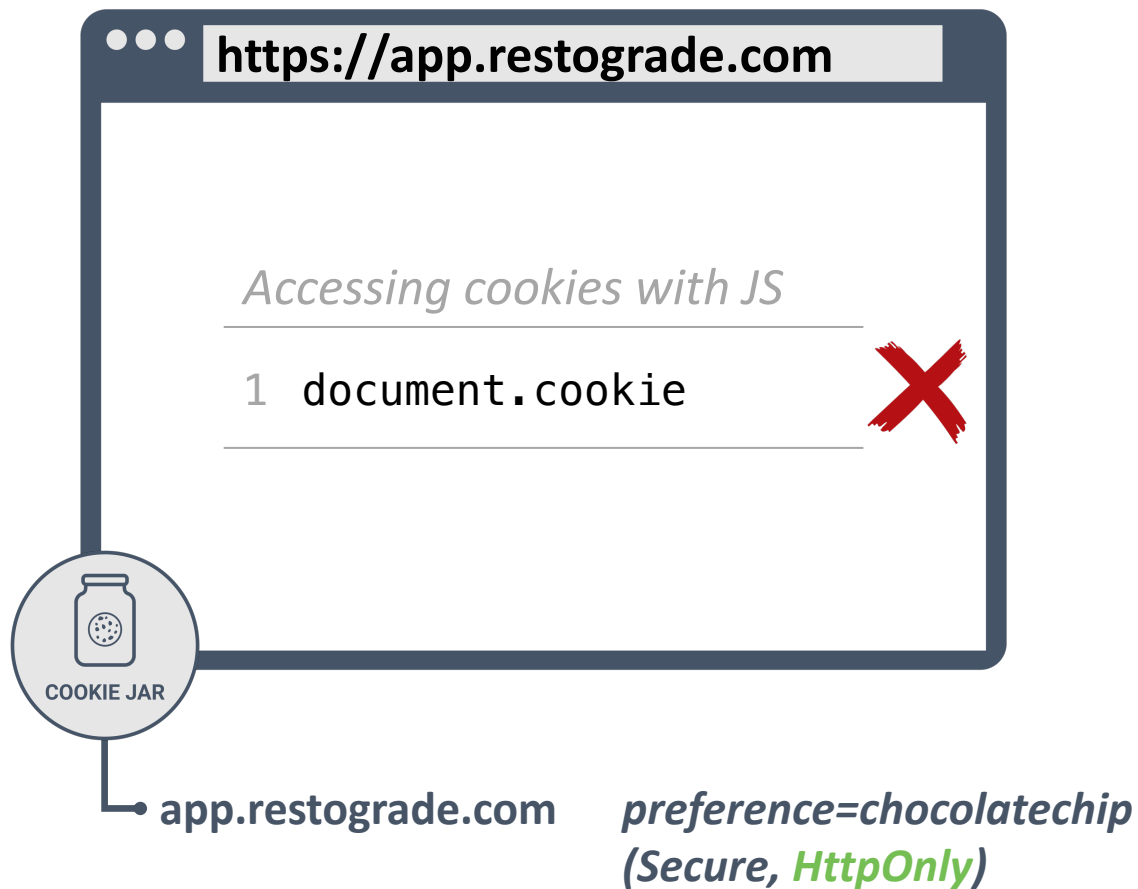 https://app.restograde.com
Accessing cookies with JS
1 document.cookie
COOKIE JAR
app.restograde.com preference=chocolatechip
(Secure, HttpOnly)